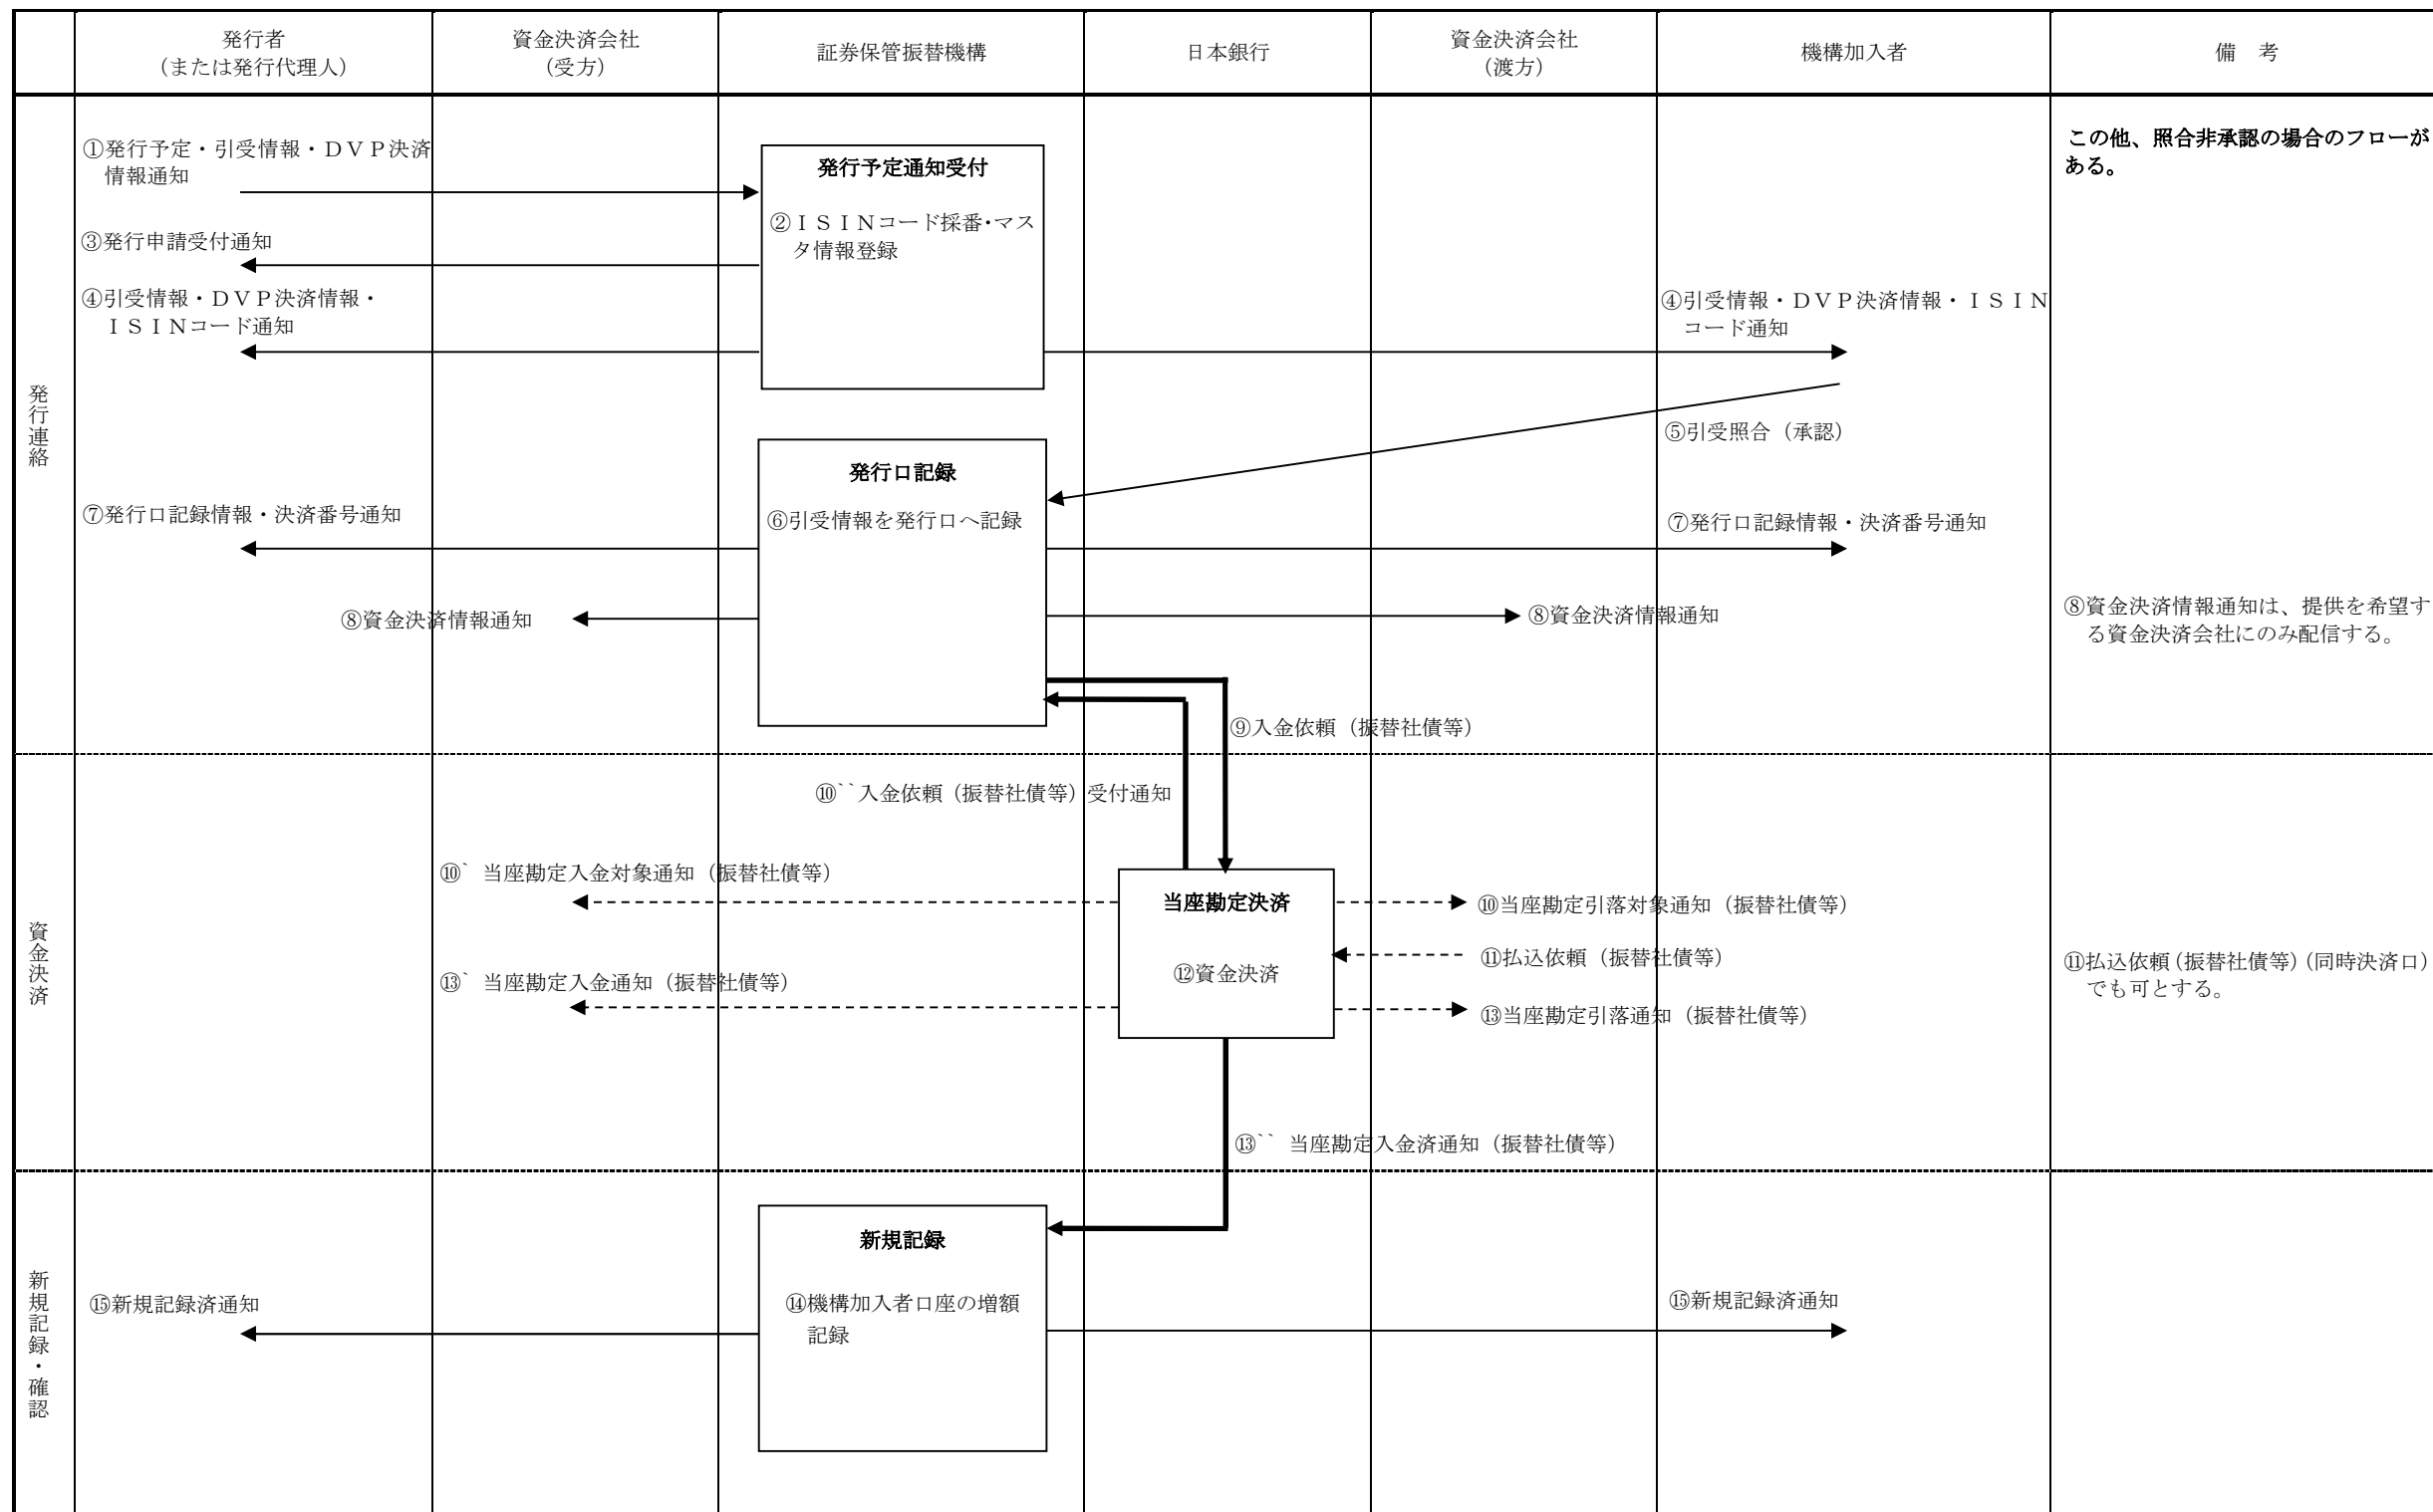 発行者
（または発行代理人）
資金決済会社
（受方）
証券保管振替機構
日本銀行
資金決済会社
（渡方）
機構加入者
備　考
発行連絡
①発行予定・引受情報・ＤＶＰ決済
情報通知
発行予定通知受付
②ＩＳＩＮコード採番・マス
タ情報登録
この他、照合非承認の場合のフローが
ある。
③発行申請受付通知
④引受情報・ＤＶＰ決済情報・
ＩＳＩＮコード通知
④引受情報・ＤＶＰ決済情報・ＩＳＩＮ
コード通知
⑤引受照合（承認）
発行口記録
⑥引受情報を発行口へ記録
⑦発行口記録情報・決済番号通知
⑦発行口記録情報・決済番号通知
⑧資金決済情報通知
⑧資金決済情報通知
⑧資金決済情報通知は、提供を希望す
る資金決済会社にのみ配信する。
⑨入金依頼（振替社債等）
資金決済
⑩``入金依頼（振替社債等）受付通知
⑩` 当座勘定入金対象通知（振替社債等）
当座勘定決済
⑫資金決済
⑩当座勘定引落対象通知（振替社債等）
⑪払込依頼（振替社債等）
⑪払込依頼（振替社債等）（同時決済口）
でも可とする。
⑬` 当座勘定入金通知（振替社債等）
⑬当座勘定引落通知（振替社債等）
⑬`` 当座勘定入金済通知（振替社債等）
新規記録・確認
新規記録
⑭機構加入者口座の増額
記録
⑮新規記録済通知
⑮新規記録済通知